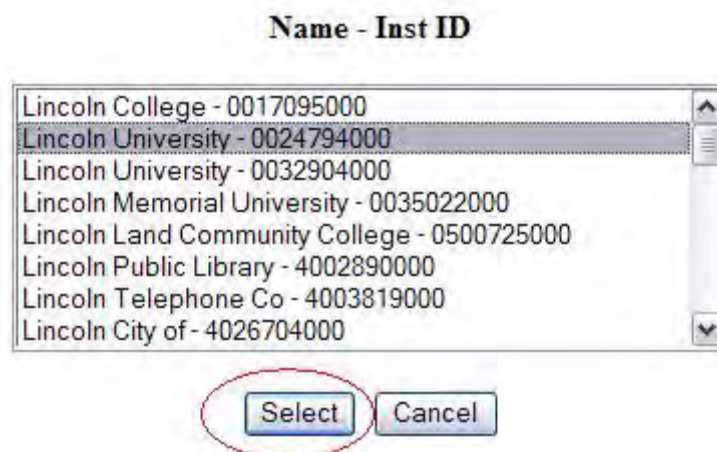 Name - Inst ID
Lincoln College - 0017095000
Lincoln University - 0024794000
Lincoln University - 0032904000
Lincoln Memorial University - 0035022000
Lincoln Land Community College - 0500725000
Lincoln Public Library - 4002890000
Lincoln Telephone Co - 4003819000
Lincoln City of - 4026704000
Select Cancel